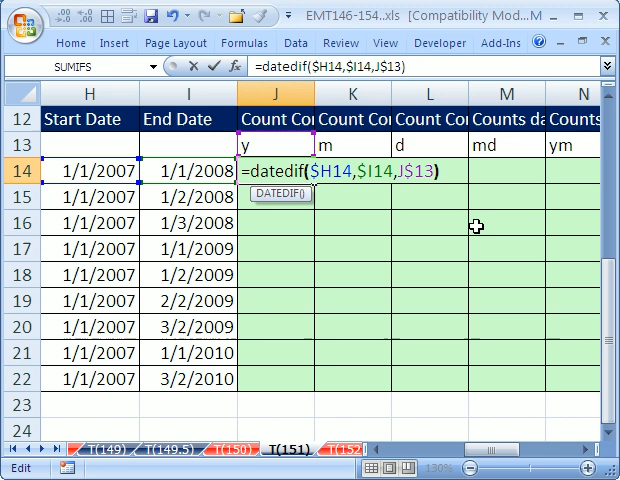 EMT146-154..xls [Compatibility Mod... M
Home Insert Page Layout Formulas Data Review View Developer Add-Ins
SUMIFS fx =datedif($H14,$I14,J$13)
H I J K L M N
12 Start Date End Date Count Co Count Co Count Co Counts da Counts
13 y m d md ym
14 1/1/2007 1/1/2008 =datedif($H14,$I14,J$13)
15 1/1/2007 1/2/2008 DATEDIF()
16 1/1/2007 1/3/2008
17 1/1/2007 1/1/2009
18 1/1/2007 1/2/2009
19 1/1/2007 2/2/2009
20 1/1/2007 3/2/2009
21 1/1/2007 1/1/2010
22 1/1/2007 3/2/2010
23
24
T(149) T(149.5) T(150) T(151) T(152
Edit 130%